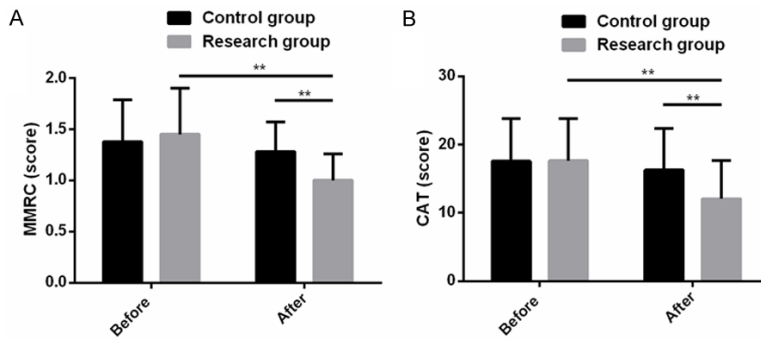 A
Control group
Research group
**
**
2.0
1.5
1.0
0.5
0.0
MMRC (score)
Before
After
B
Control group
Research group
**
**
30
20
10
0
CAT (score)
Before
After